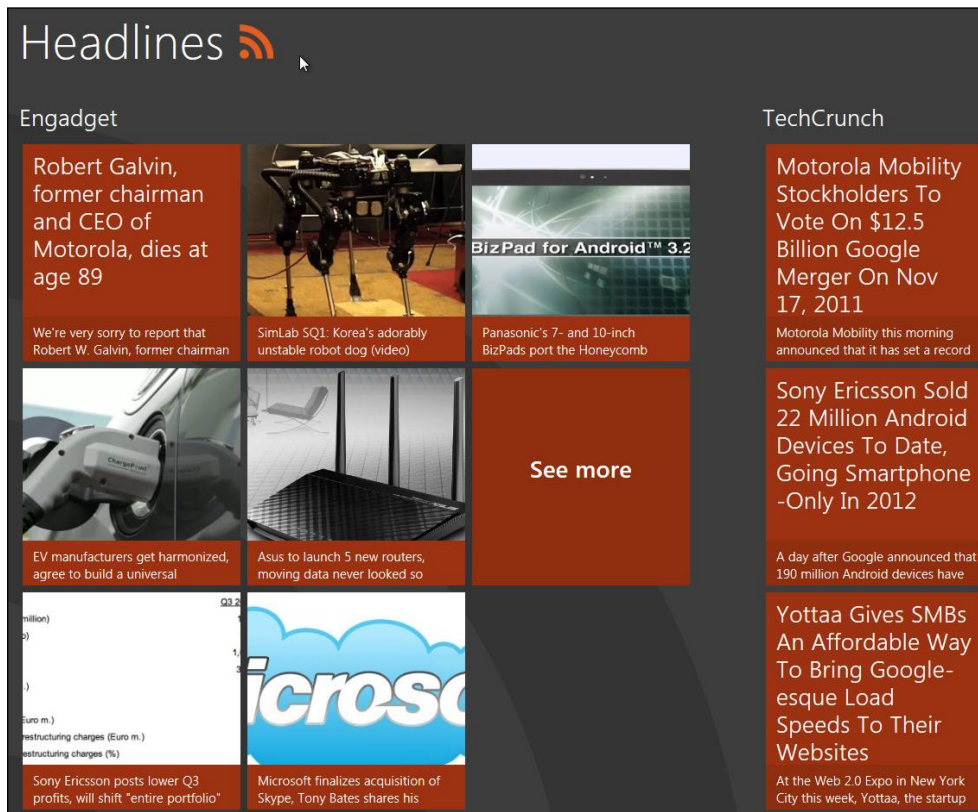 Headlines
Engadget
Robert Galvin,
former chairman
and CEO of
Motorola, dies at
age 89
We're very sorry to report that
Robert W. Galvin, former chairman
SimLab SQ1: Korea's adorably
unstable robot dog (video)
BizPad for Android™ 3.2
Panasonic's 7- and 10-inch
BizPads port the Honeycomb
ChargePoint
EV manufacturers get harmonized,
agree to build a universal
Asus to launch 5 new routers,
moving data never looked so
See more
Q3 2
million)
Euro m.)
restructuring charges (Euro m.)
estructuring charges (%)
Sony Ericsson posts lower Q3
profits, will shift "entire portfolio"
icroso
Microsoft finalizes acquisition of
Skype, Tony Bates shares his
TechCrunch
Motorola Mobility
Stockholders To
Vote On $12.5
Billion Google
Merger On Nov
17, 2011
Motorola Mobility this morning
announced that it has set a record
Sony Ericsson Sold
22 Million Android
Devices To Date,
Going Smartphone
-Only In 2012
A day after Google announced that
190 million Android devices have
Yottaa Gives SMBs
An Affordable Way
To Bring Google-
esque Load
Speeds To Their
Websites
At the Web 2.0 Expo in New York
City this week, Yottaa, the startup